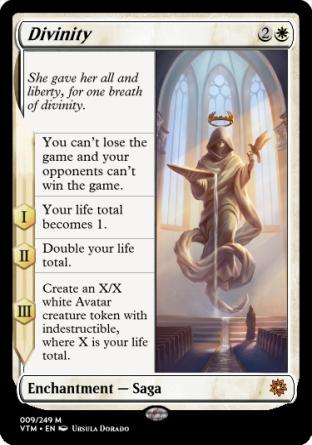 Divinity 2
She gave her all and
liberty, for one breath
of divinity.
You can't lose the
game and your
opponents can't
win the game.
I Your life total
becomes 1.
II Double your life
total.
III Create an X/X
white Avatar
creature token with
indestructible,
where X is your life
total.
Enchantment — Saga
009/249 M
VTM • EN Ursula Dorado